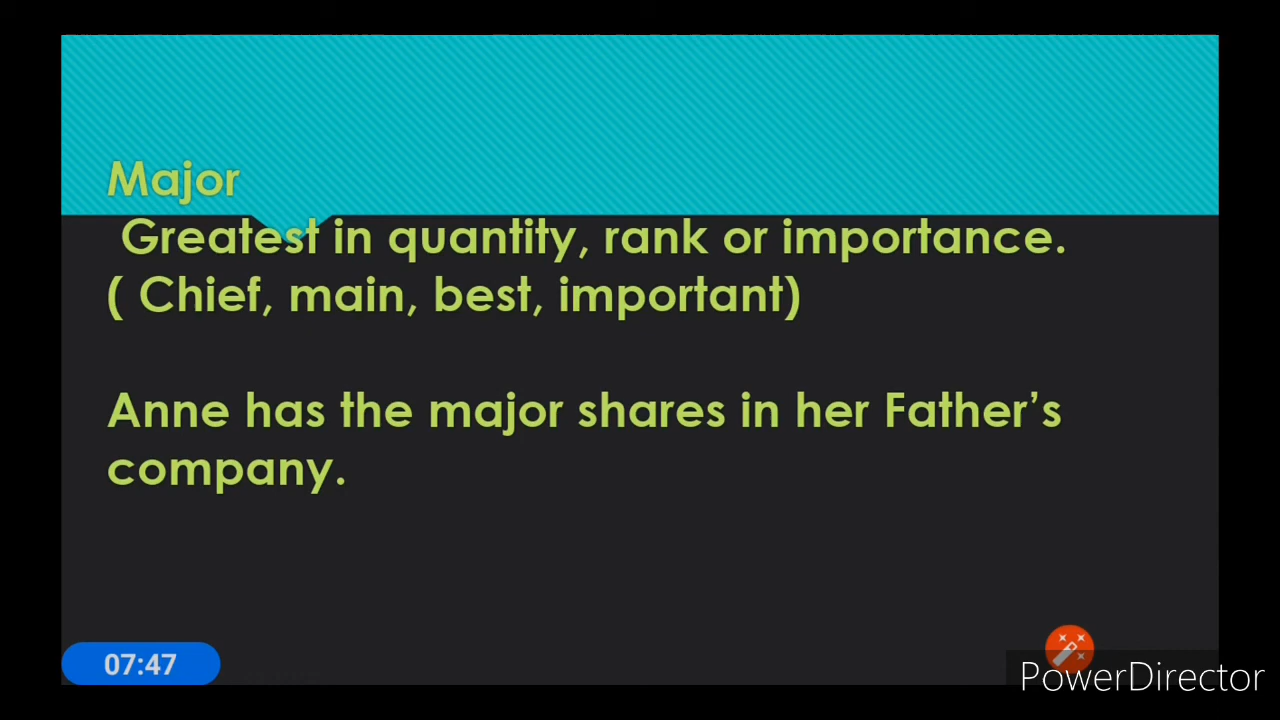 Major
Greatest in quantity, rank or importance.
( Chief, main, best, important)
Anne has the major shares in her Father’s
company.
07:47
PowerDirector